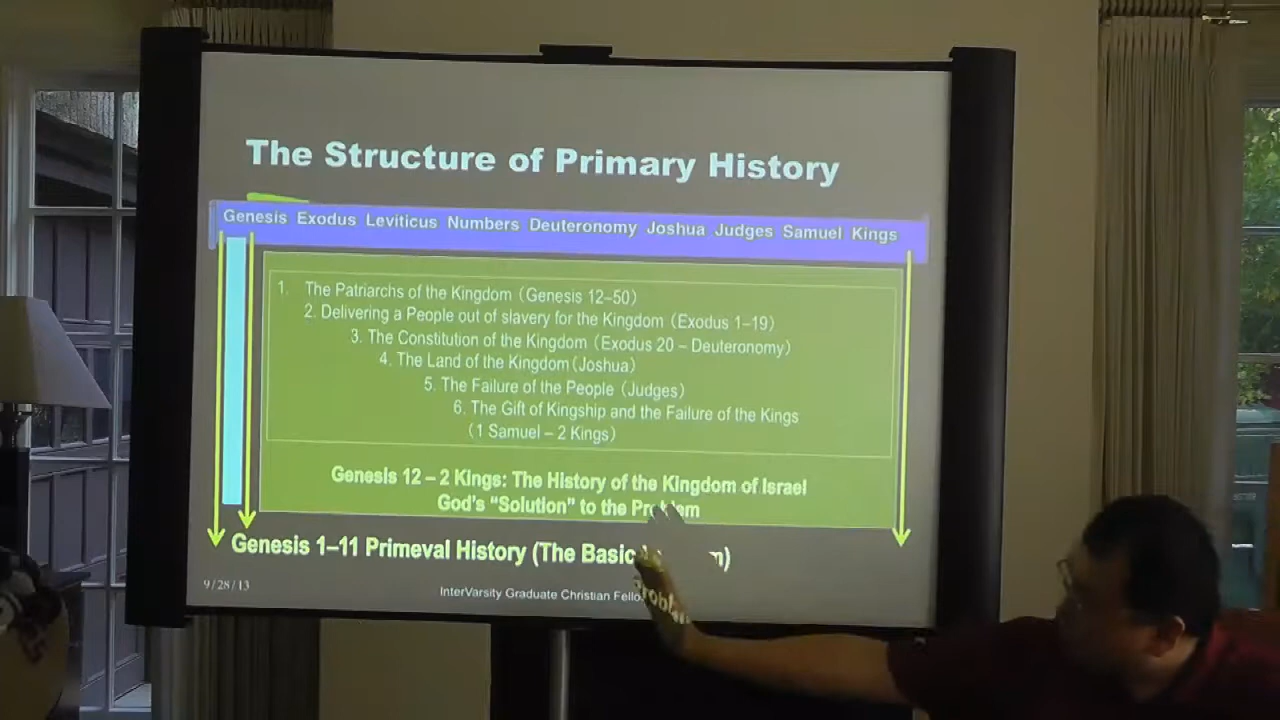 The Structure of Primary History
Genesis Exodus Leviticus Numbers Deuteronomy Joshua Judges Samuel Kings
1. The Patriarchs of the Kingdom (Genesis 12–50)
2. Delivering a People out of slavery for the Kingdom (Exodus 1–19)
3. The Constitution of the Kingdom (Exodus 20 – Deuteronomy)
4. The Land of the Kingdom (Joshua)
5. The Failure of the People (Judges)
6. The Gift of Kingship and the Failure of the Kings
(1 Samuel – 2 Kings)
Genesis 12 – 2 Kings: The History of the Kingdom of Israel
God's “Solution” to the Problem
Genesis 1–11 Primeval History (The Basic Problem)
9/28/13
InterVarsity Graduate Christian